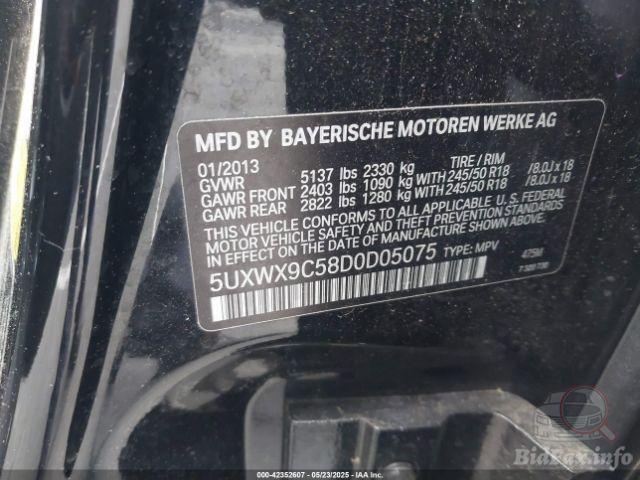 MFD BY BAYERISCHE MOTOREN WERKE AG
01/2013 TIRE / RIM
GVWR 5137 lbs 2330 kg
GAWR FRONT 2403 lbs 1090 kg WITH 245/50 R18 /8.0J x 18
GAWR REAR 2822 lbs 1280 kg WITH 245/50 R18 /8.0J x 18
THIS VEHICLE CONFORMS TO ALL APPLICABLE U. S. FEDERAL
MOTOR VEHICLE SAFETY AND THEFT PREVENTION STANDARDS
IN EFFECT ON THE DATE OF MANUFACTURE SHOWN ABOVE.
5UXWX9C58D0D05075 TYPE: MPV
475M
000-42352607 - 05/23/2025 - IAA, Inc.
BidFax.info